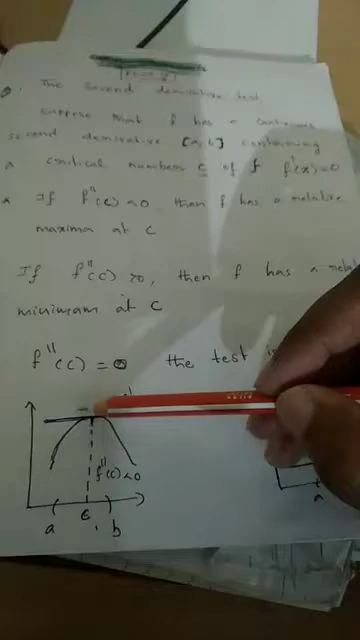 The second derivative test
Suppose that f has a continuous
second derivative [a,b] containing
a critical numbers c of f f'(x)=0
* If f''(c) <0, then f has a relative
maxima at c
If f''(c) >0, then f has a
minimum at c
f''(c) = 0 the test
f''(c) <0
a c b
a